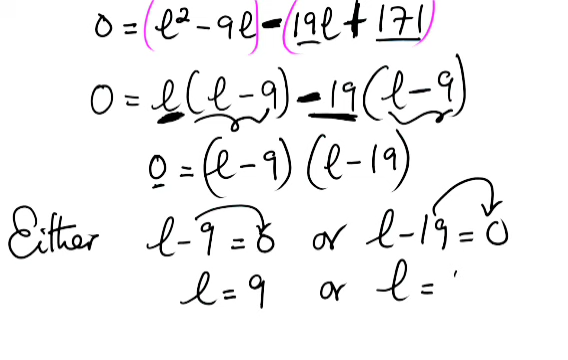 0 = (ℓ² - 9ℓ) - (19ℓ + 171)
0 = ℓ(ℓ - 9) - 19(ℓ - 9)
0 = (ℓ - 9) (ℓ - 19)
Either ℓ - 9 = 0 or ℓ - 19 = 0
ℓ = 9 or ℓ =